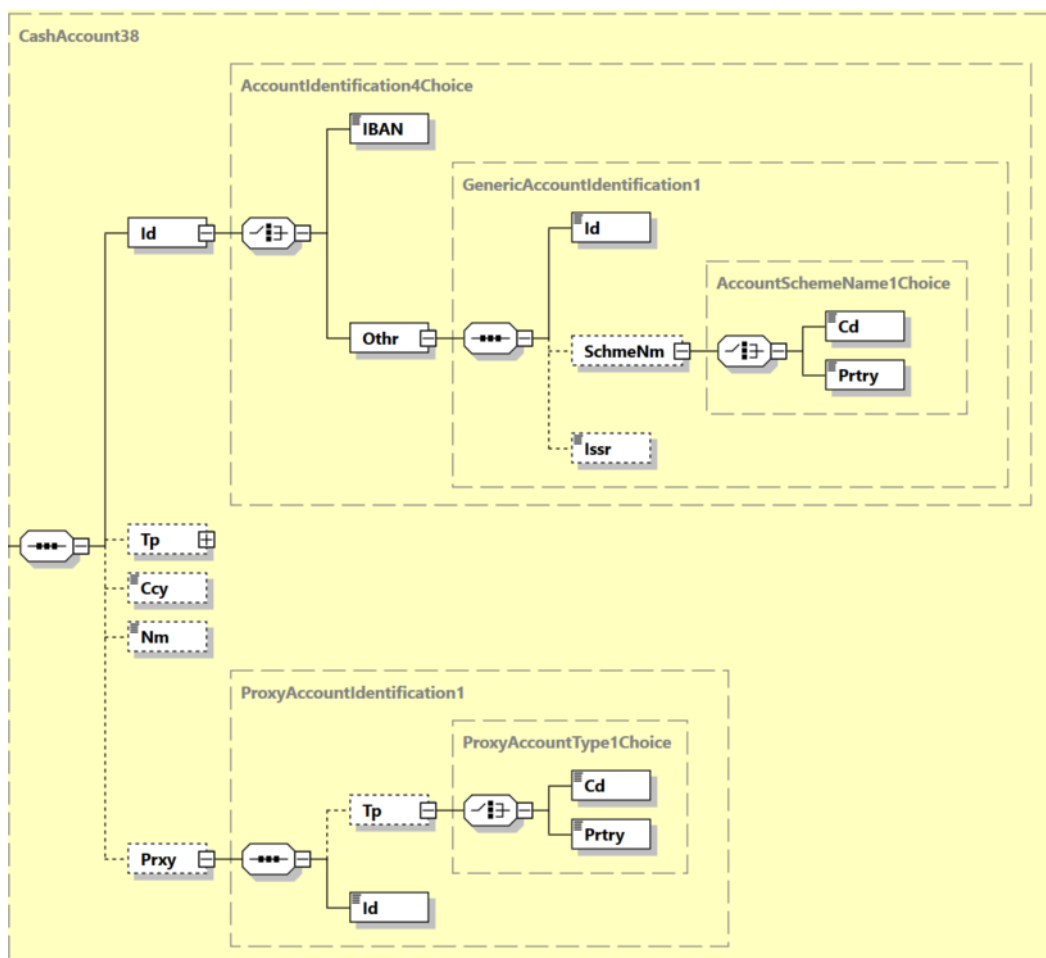 CashAccount38
AccountIdentification4Choice
IBAN
GenericAccountIdentification1
Id
Id
AccountSchemeName1Choice
Cd
Othr
SchmeNm
Prtry
Issr
Tp
Ccy
Nm
ProxyAccountIdentification1
ProxyAccountType1Choice
Cd
Tp
Prtry
Prxy
Id